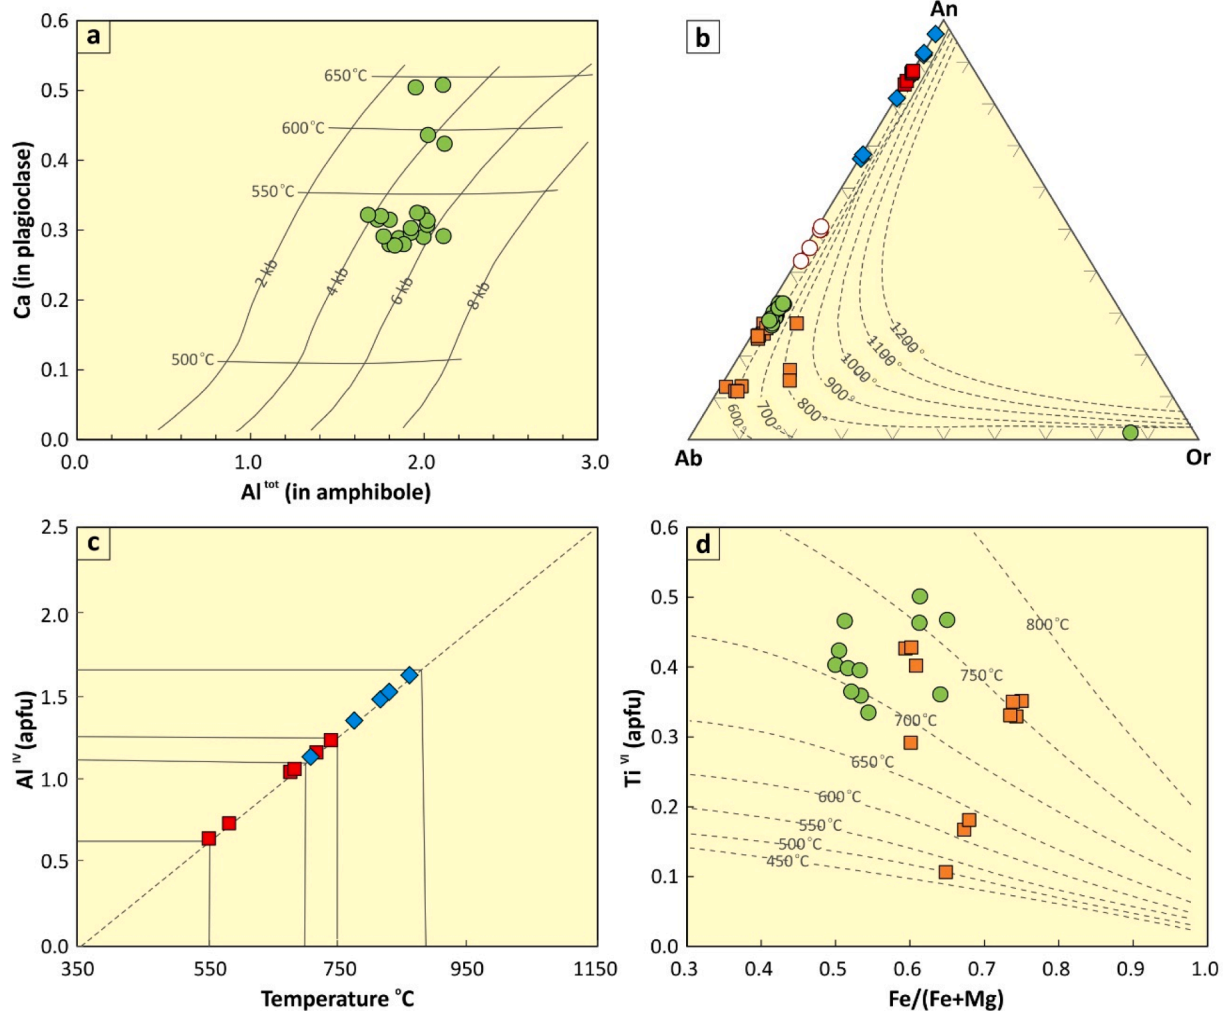 a
0.6
0.5
0.4
0.3
0.2
0.1
0.0
Ca (in plagioclase)
650°C
600°C
550°C
500°C
2 kb
4 kb
6 kb
8 kb
0.0
1.0
2.0
3.0
Al tot (in amphibole)
b
An
Ab
Or
600°
700°
800°
900°
1000°
1100°
1200°
c
2.5
2.0
1.5
1.0
0.5
0.0
Al IV (apfu)
350
550
750
950
1150
Temperature °C
d
0.6
0.5
0.4
0.3
0.2
0.1
0.0
Ti VI (apfu)
800°C
750°C
700°C
650°C
600°C
550°C
500°C
450°C
0.3
0.4
0.5
0.6
0.7
0.8
0.9
1.0
Fe/(Fe+Mg)